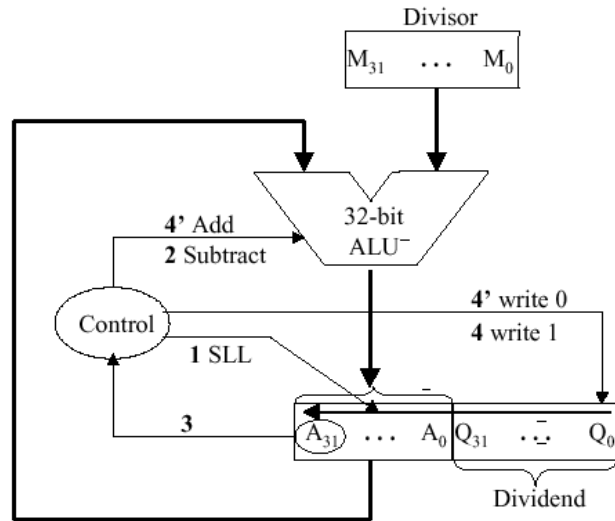 Divisor
M31 ... M0
32-bit
ALU–
4’ Add
2 Subtract
Control
4’ write 0
4 write 1
1 SLL
3
A31 ... A0 Q31 ... Q0
Dividend